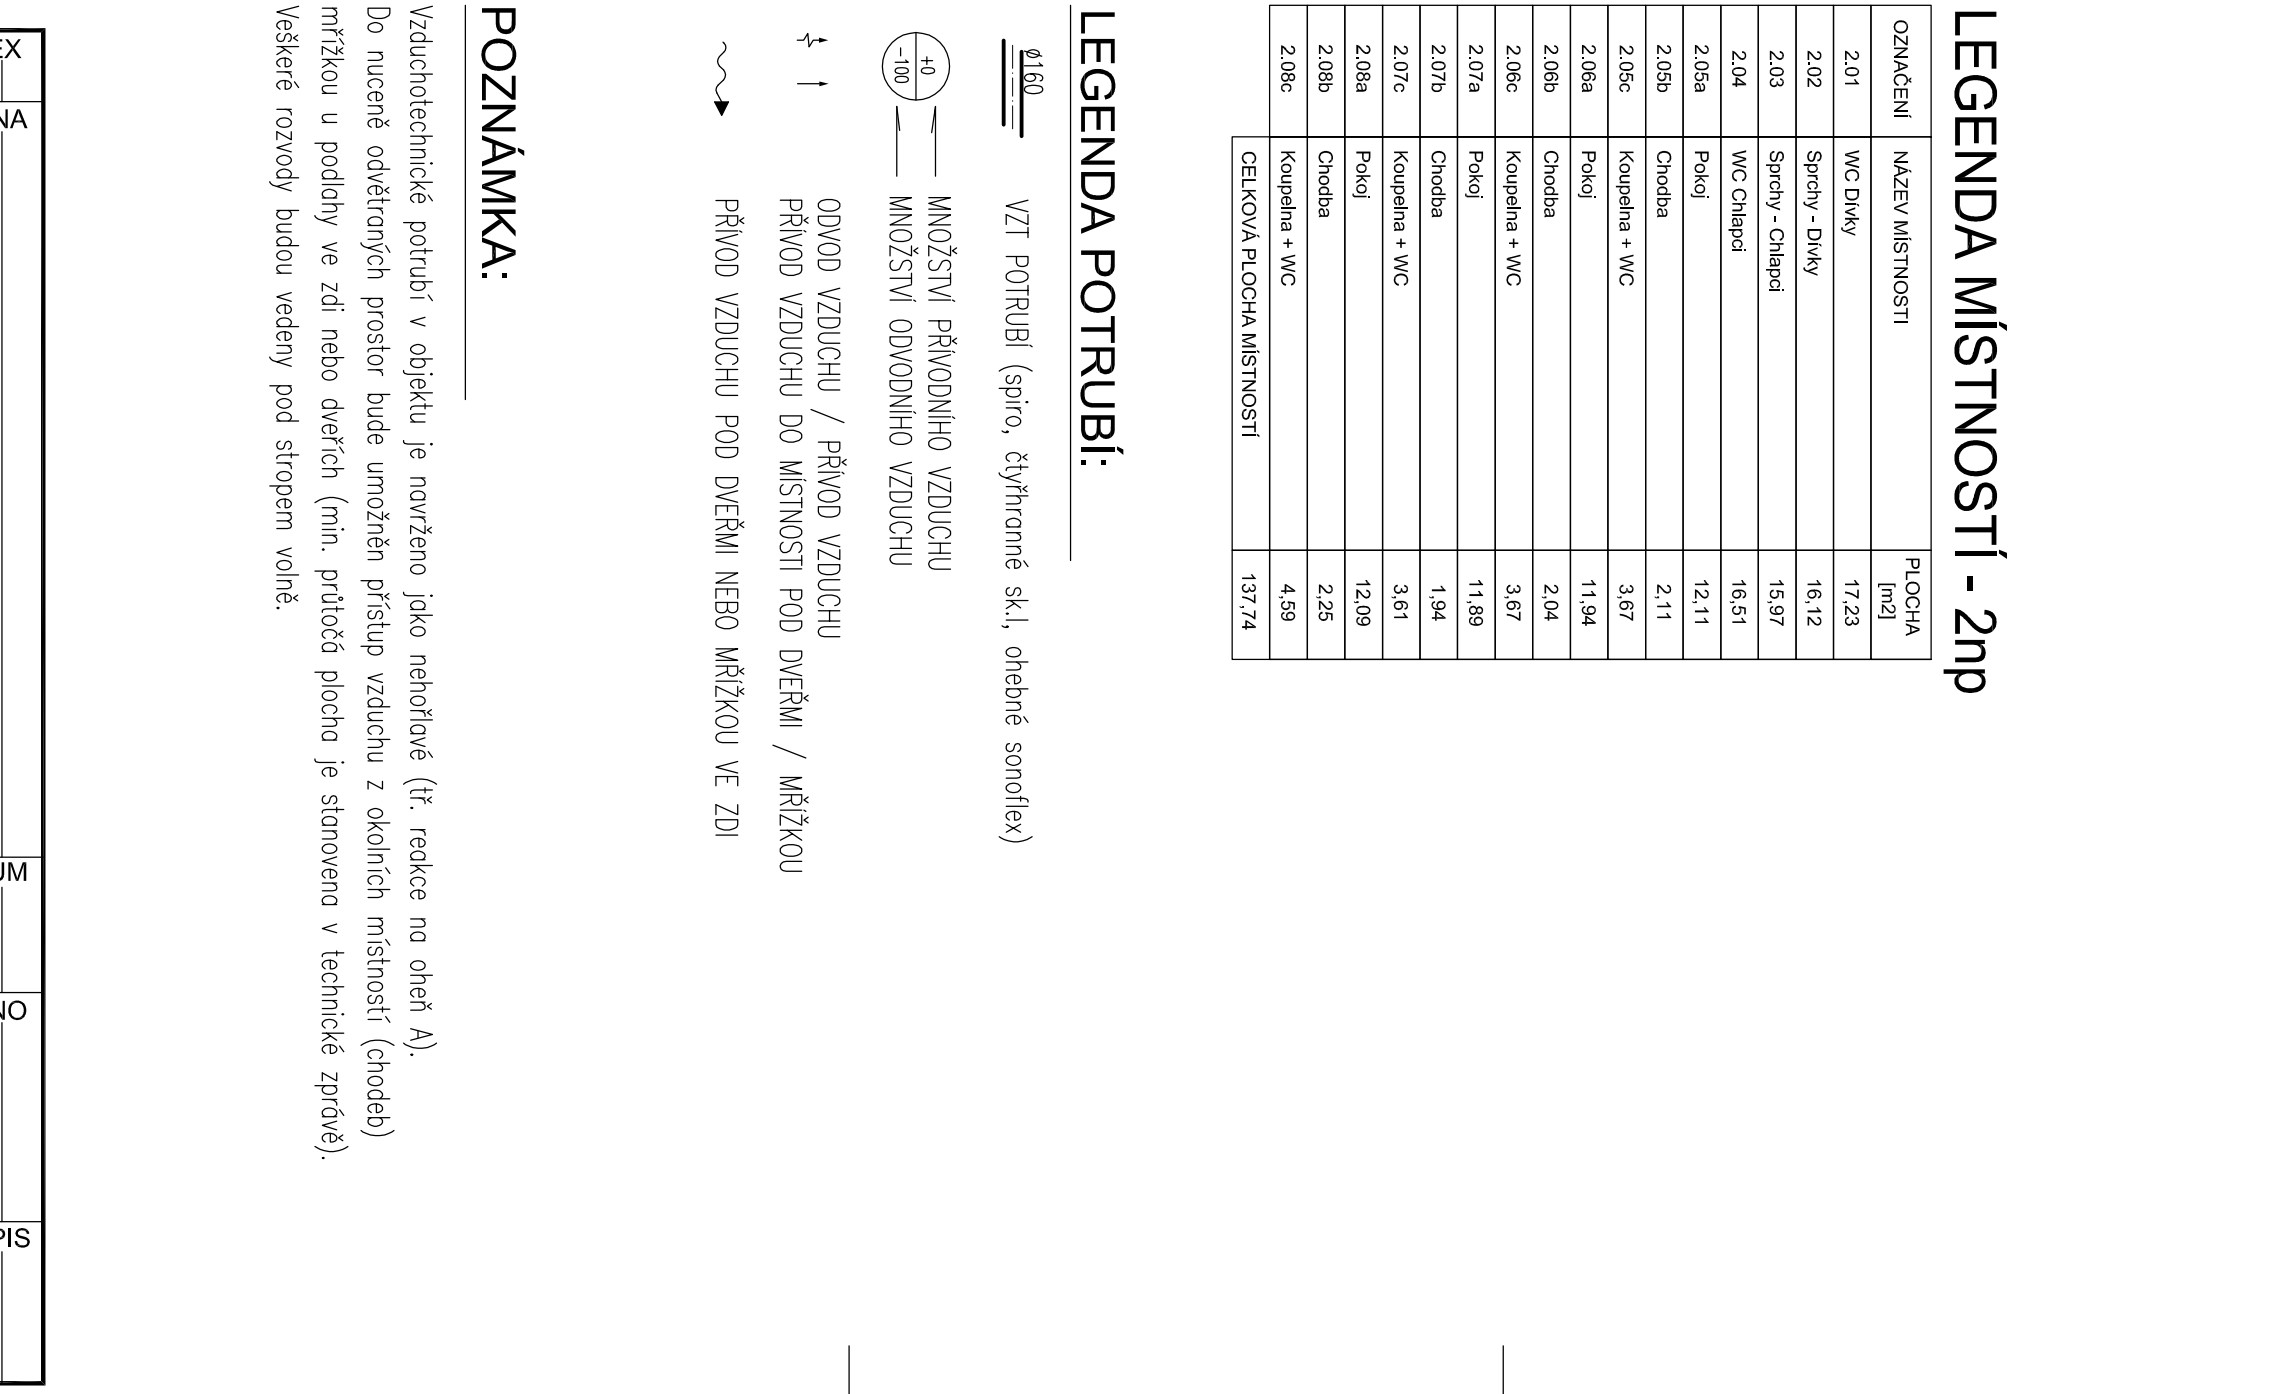 LEGENDA MÍSTNOSTÍ - 2np
OZNAČENÍ NÁZEV MÍSTNOSTI PLOCHA [m2]
2.01 WC Dívky 17,23
2.02 Sprchy - Dívky 16,12
2.03 Sprchy - Chlapci 15,97
2.04 WC Chlapci 16,51
2.05a Pokoj 12,11
2.05b Chodba 2,11
2.05c Koupelna + WC 3,67
2.06a Pokoj 11,94
2.06b Chodba 2,04
2.06c Koupelna + WC 3,67
2.07a Pokoj 11,89
2.07b Chodba 1,94
2.07c Koupelna + WC 3,61
2.08a Pokoj 12,09
2.08b Chodba 2,25
2.08c Koupelna + WC 4,59
CELKOVÁ PLOCHA MÍSTNOSTÍ 137,74
LEGENDA POTRUBÍ:
ø160 VZT POTRUBÍ (spiro, čtyřhranné sk.I, ohebné sonoflex)
+0 MNOŽSTVÍ PŘÍVODNÍHO VZDUCHU
-100 MNOŽSTVÍ ODVODNÍHO VZDUCHU
ODVOD VZDUCHU / PŘÍVOD VZDUCHU
PŘÍVOD VZDUCHU DO MÍSTNOSTI POD DVEŘMI / MŘÍŽKOU
PŘÍVOD VZDUCHU POD DVEŘMI NEBO MŘÍŽKOU VE ZDI
POZNÁMKA:
Vzduchotechnické potrubí v objektu je navrženo jako nehořlavé (tř. reakce na oheň A).
Do nuceně odvětraných prostor bude umožněn přístup vzduchu z okolních místností (chodeb)
mřížkou u podlahy ve zdi nebo dveřích (min. průtočá plocha je stanovena v technické zprávě).
Veškeré rozvody budou vedeny pod stropem volně.
EX NA UM NO PIS